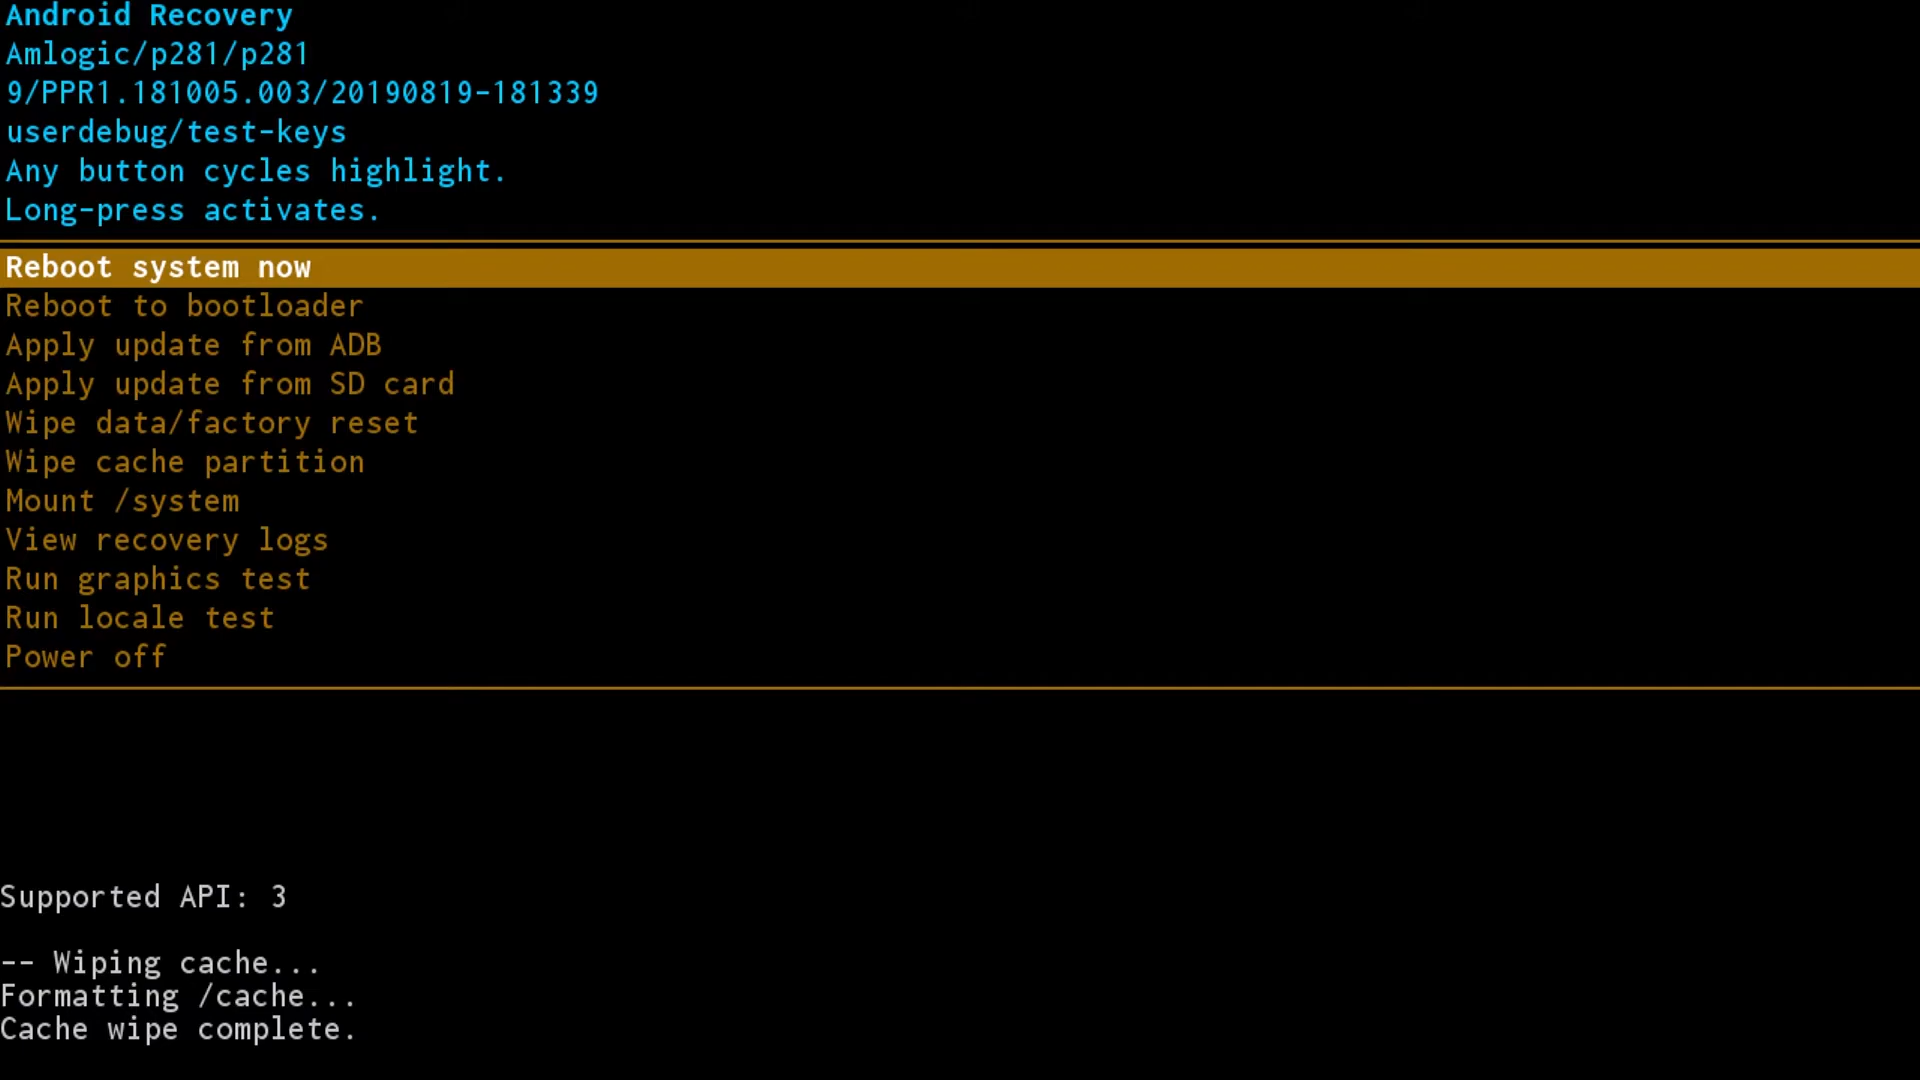 Android Recovery
Amlogic/p281/p281
9/PPR1.181005.003/20190819-181339
userdebug/test-keys
Any button cycles highlight.
Long-press activates.
Reboot system now
Reboot to bootloader
Apply update from ADB
Apply update from SD card
Wipe data/factory reset
Wipe cache partition
Mount /system
View recovery logs
Run graphics test
Run locale test
Power off
Supported API: 3
-- Wiping cache...
Formatting /cache...
Cache wipe complete.